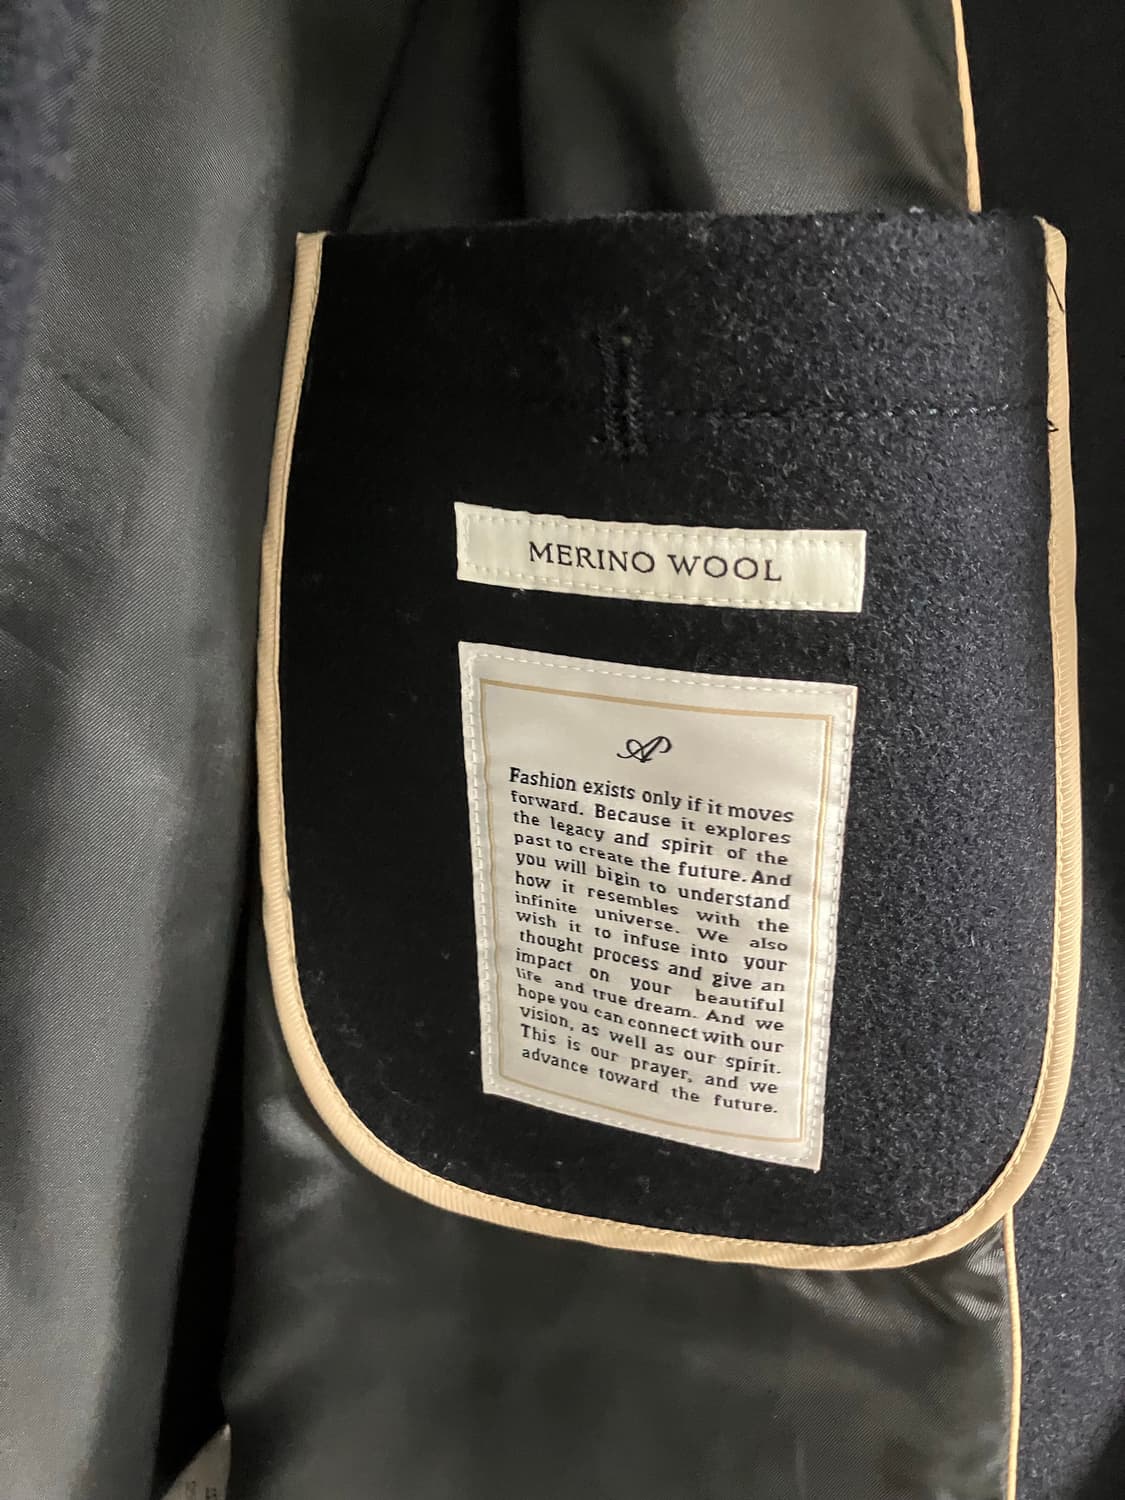 MERINO WOOL
AP
Fashion exists only if it moves
forward. Because it explores
the legacy and spirit of the
past to create the future. And
you will bigin to understand
how it resembles with the
infinite universe. We also
wish it to infuse into your
thought process and give an
impact on your beautiful
life and true dream. And we
hope you can connect with our
vision, as well as our spirit.
This is our prayer, and we
advance toward the future.